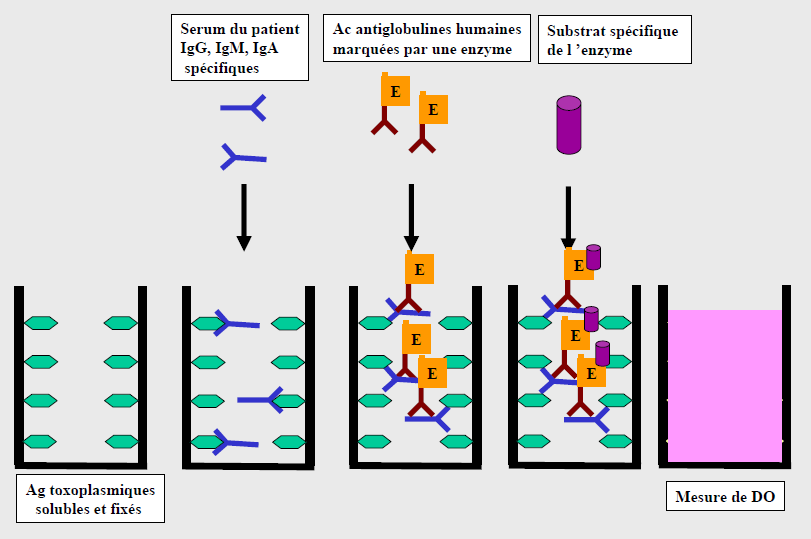 Serum du patient
IgG, IgM, IgA
spécifiques
Ac antiglobulines humaines
marquées par une enzyme
Substrat spécifique
de l ’enzyme
E
E
E
E
E
E
E
E
Ag toxoplasmiques
solubles et fixés
Mesure de DO